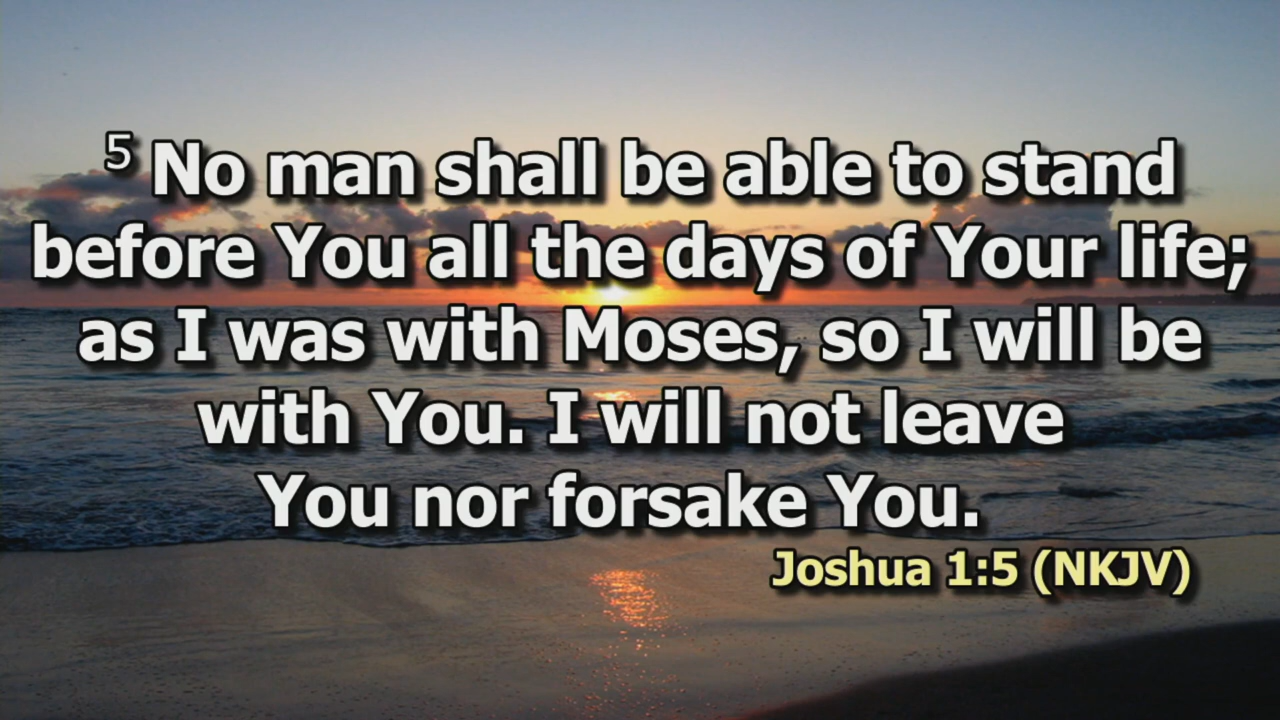 5 No man shall be able to stand
before You all the days of Your life;
as I was with Moses, so I will be
with You. I will not leave
You nor forsake You.
Joshua 1:5 (NKJV)